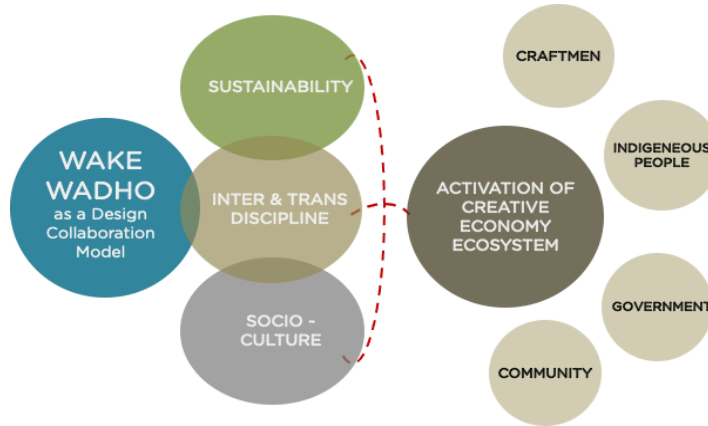 WAKE
WADHO
as a Design
Collaboration
Model
SUSTAINABILITY
INTER & TRANS
DISCIPLINE
SOCIO -
CULTURE
ACTIVATION OF
CREATIVE
ECONOMY
ECOSYSTEM
CRAFTMEN
INDIGENEOUS
PEOPLE
GOVERNMENT
COMMUNITY